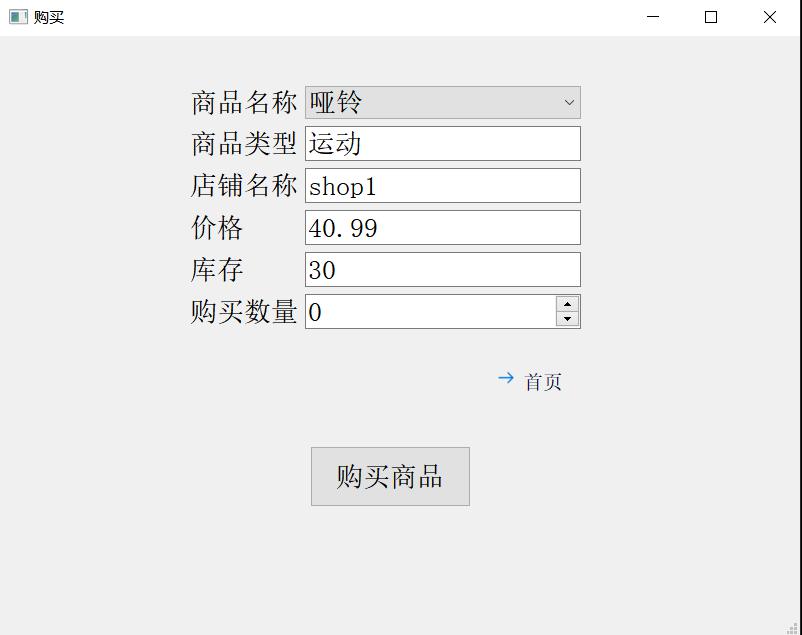 购买
商品名称 哑铃
商品类型 运动
店铺名称 shop1
价格 40.99
库存 30
购买数量 0
首页
购买商品